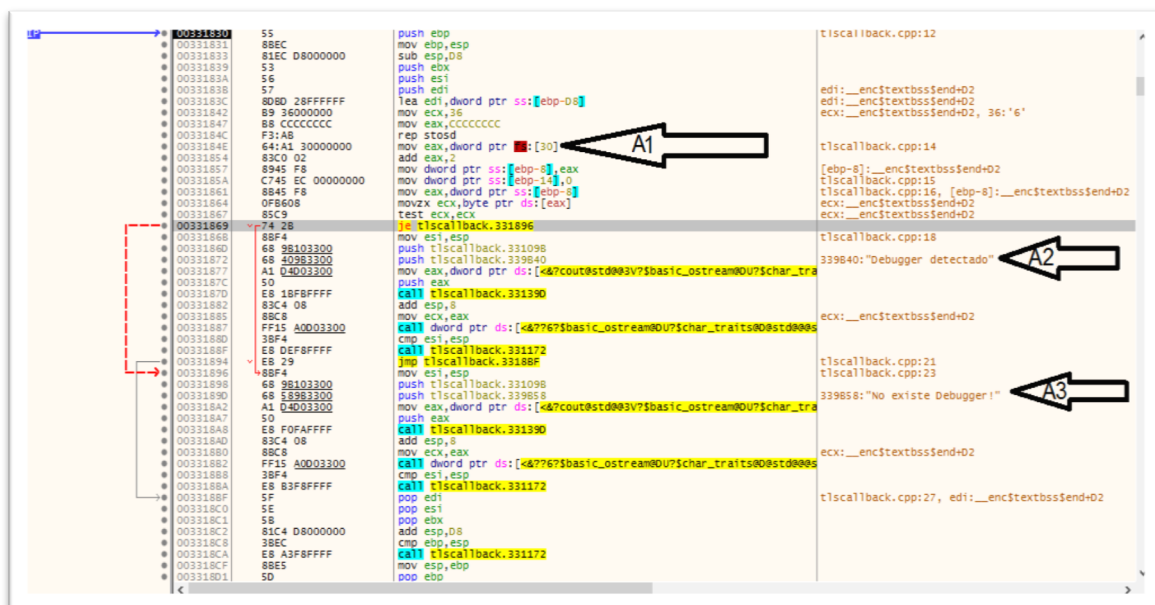 00331830 55 push ebp tlscallback.cpp:12
00331831 8BEC mov ebp,esp
00331833 81EC D8000000 sub esp,D8
00331839 53 push ebx
0033183A 56 push esi
0033183B 57 push edi edi:__enc$textbss$end+D2
0033183C 8DBD 28FFFFFF lea edi,dword ptr ss:[ebp-D8] edi:__enc$textbss$end+D2
00331842 B9 36000000 mov ecx,36 ecx:__enc$textbss$end+D2, 36:'6'
00331847 B8 CCCCCCCC mov eax,CCCCCCCC
0033184C F3:AB rep stosd
0033184E 64:A1 30000000 mov eax,dword ptr fs:[30] A1 tlscallback.cpp:14
00331854 83C0 02 add eax,2
00331857 8945 F8 mov dword ptr ss:[ebp-8],eax [ebp-8]:__enc$textbss$end+D2
0033185A C745 EC 00000000 mov dword ptr ss:[ebp-14],0 tlscallback.cpp:15
00331861 8B45 F8 mov eax,dword ptr ss:[ebp-8] tlscallback.cpp:16, [ebp-8]:__enc$textbss$end+D2
00331864 0FB608 movzx ecx,byte ptr ds:[eax] ecx:__enc$textbss$end+D2
00331867 85C9 test ecx,ecx ecx:__enc$textbss$end+D2
00331869 74 2B je tlscallback.331896
0033186B 8BF4 mov esi,esp tlscallback.cpp:18
0033186D 68 9B103300 push tlscallback.33109B
00331872 68 409B3300 push tlscallback.339B40 339B40:"Debugger detectado" A2
00331877 A1 D4D03300 mov eax,dword ptr ds:[<&?cout@std@@3V?$basic_ostream@DU?$char_tra
0033187C 50 push eax
0033187D E8 1BFBFFFF call tlscallback.33139D
00331882 83C4 08 add esp,8
00331885 8BC8 mov ecx,eax ecx:__enc$textbss$end+D2
00331887 FF15 A0D03300 call dword ptr ds:[<&??6?$basic_ostream@DU?$char_traits@D@std@@@s
0033188D 3BF4 cmp esi,esp
0033188F E8 DEF8FFFF call tlscallback.331172
00331894 EB 29 jmp tlscallback.3318BF tlscallback.cpp:21
00331896 8BF4 mov esi,esp tlscallback.cpp:23
00331898 68 9B103300 push tlscallback.33109B
0033189D 68 589B3300 push tlscallback.339B58 339B58:"No existe Debugger!" A3
003318A2 A1 D4D03300 mov eax,dword ptr ds:[<&?cout@std@@3V?$basic_ostream@DU?$char_tra
003318A7 50 push eax
003318A8 E8 F0FAFFFF call tlscallback.33139D
003318AD 83C4 08 add esp,8
003318B0 8BC8 mov ecx,eax ecx:__enc$textbss$end+D2
003318B2 FF15 A0D03300 call dword ptr ds:[<&??6?$basic_ostream@DU?$char_traits@D@std@@@s
003318B8 3BF4 cmp esi,esp
003318BA E8 B3F8FFFF call tlscallback.331172
003318BF 5F pop edi tlscallback.cpp:27, edi:__enc$textbss$end+D2
003318C0 5E pop esi
003318C1 5B pop ebx
003318C2 81C4 D8000000 add esp,D8
003318C8 3BEC cmp ebp,esp
003318CA E8 A3F8FFFF call tlscallback.331172
003318CF 8BE5 mov esp,ebp
003318D1 5D pop ebp